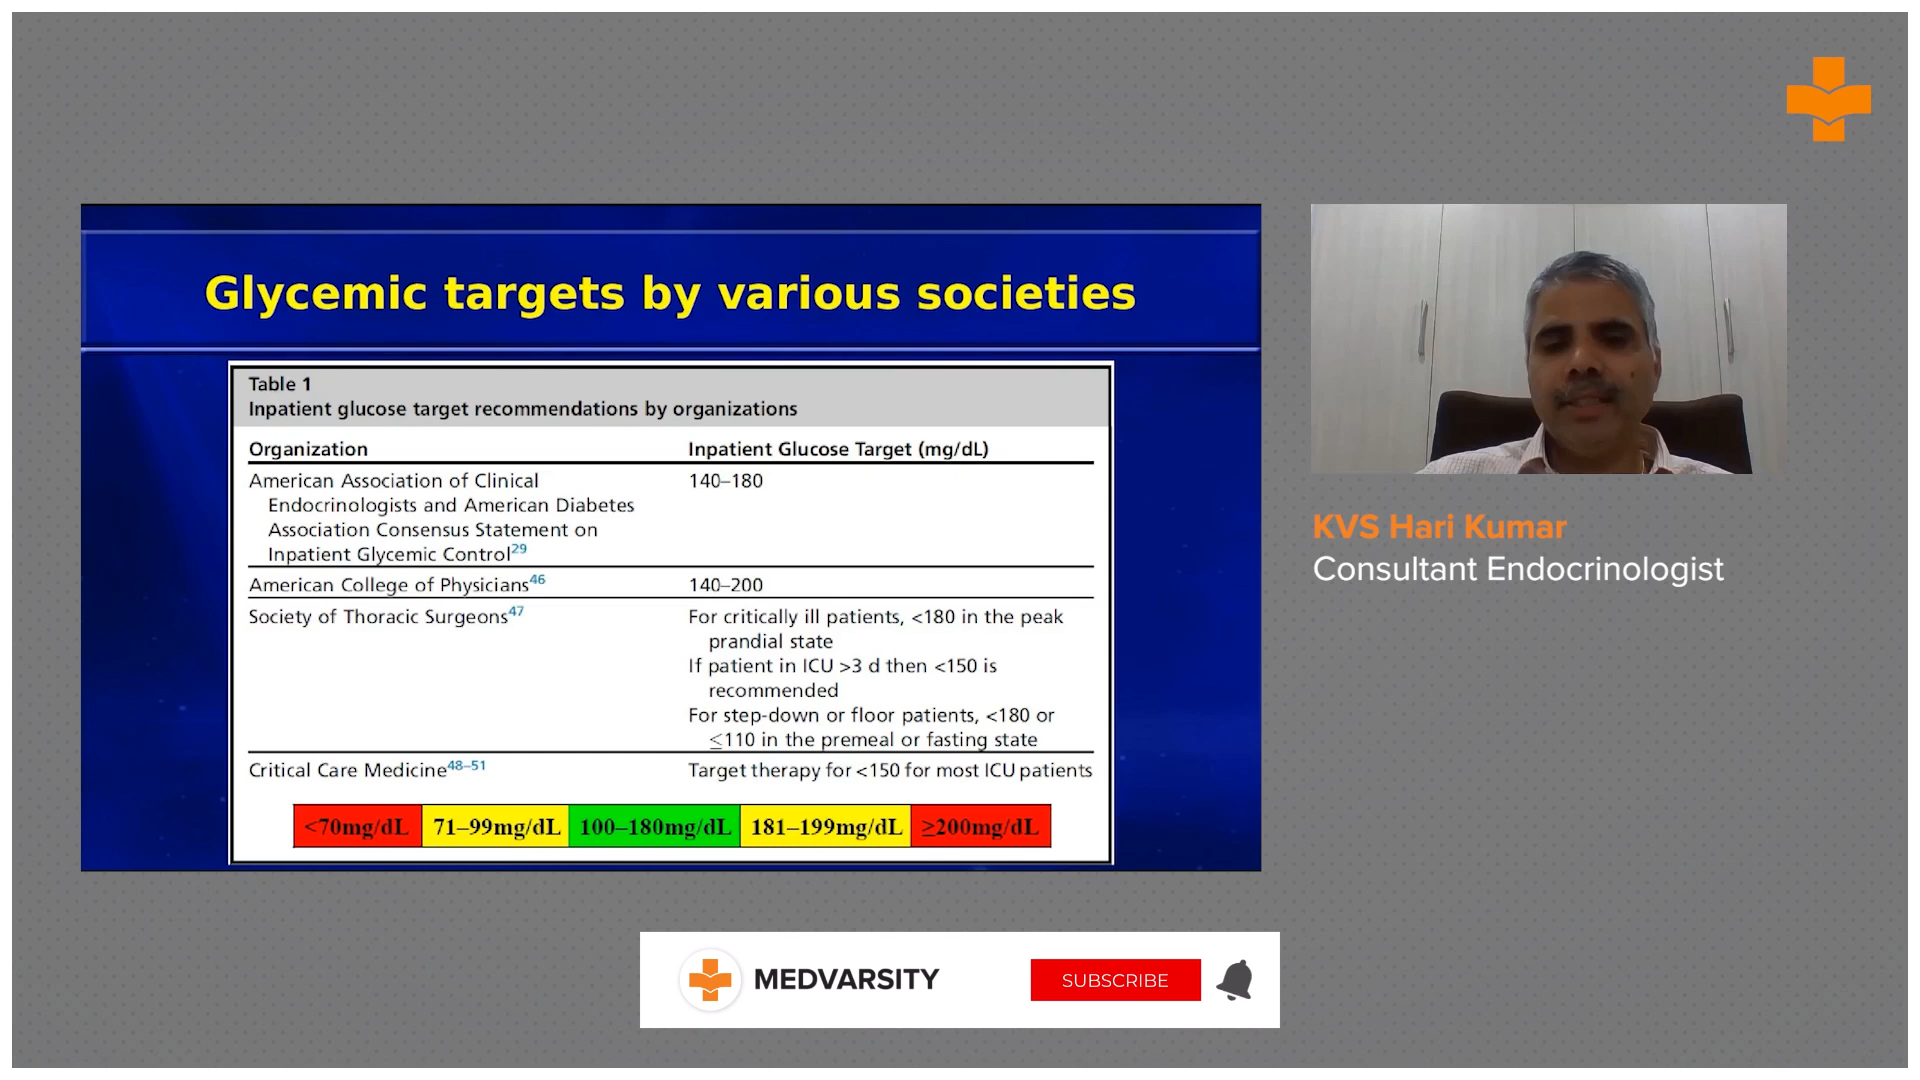 Glycemic targets by various societies
Table 1
Inpatient glucose target recommendations by organizations
Organization Inpatient Glucose Target (mg/dL)
American Association of Clinical 140–180
Endocrinologists and American Diabetes
Association Consensus Statement on
Inpatient Glycemic Control29
American College of Physicians46 140–200
Society of Thoracic Surgeons47 For critically ill patients, <180 in the peak
prandial state
If patient in ICU >3 d then <150 is
recommended
For step-down or floor patients, <180 or
≤110 in the premeal or fasting state
Critical Care Medicine48–51 Target therapy for <150 for most ICU patients
<70mg/dL 71–99mg/dL 100–180mg/dL 181–199mg/dL ≥200mg/dL
KVS Hari Kumar
Consultant Endocrinologist
MEDVARSITY SUBSCRIBE